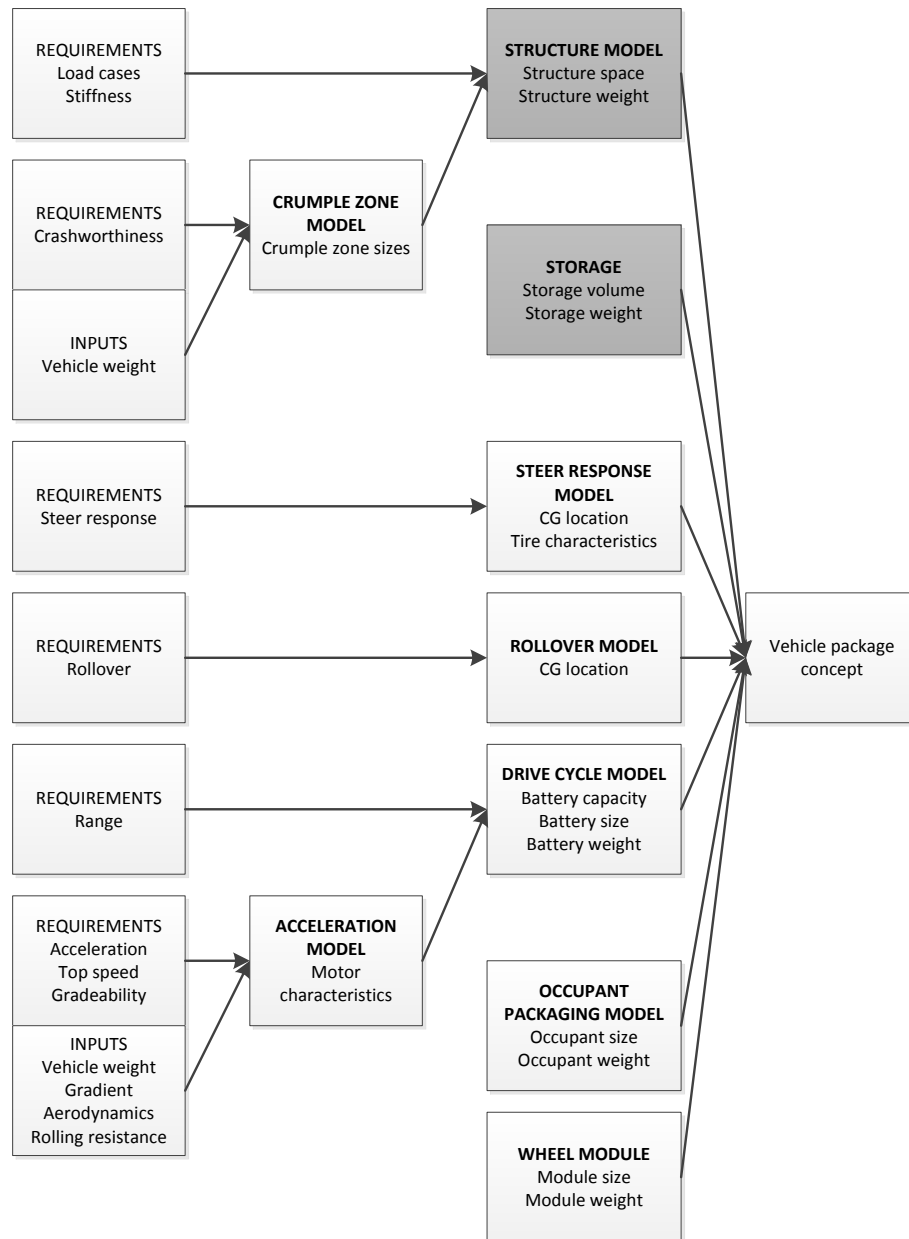 REQUIREMENTS
Load cases
Stiffness
STRUCTURE MODEL
Structure space
Structure weight
REQUIREMENTS
Crashworthiness
CRUMPLE ZONE
MODEL
Crumple zone sizes
INPUTS
Vehicle weight
STORAGE
Storage volume
Storage weight
REQUIREMENTS
Steer response
STEER RESPONSE
MODEL
CG location
Tire characteristics
REQUIREMENTS
Rollover
ROLLOVER MODEL
CG location
Vehicle package
concept
REQUIREMENTS
Range
DRIVE CYCLE MODEL
Battery capacity
Battery size
Battery weight
REQUIREMENTS
Acceleration
Top speed
Gradeability
ACCELERATION
MODEL
Motor
characteristics
INPUTS
Vehicle weight
Gradient
Aerodynamics
Rolling resistance
OCCUPANT
PACKAGING MODEL
Occupant size
Occupant weight
WHEEL MODULE
Module size
Module weight